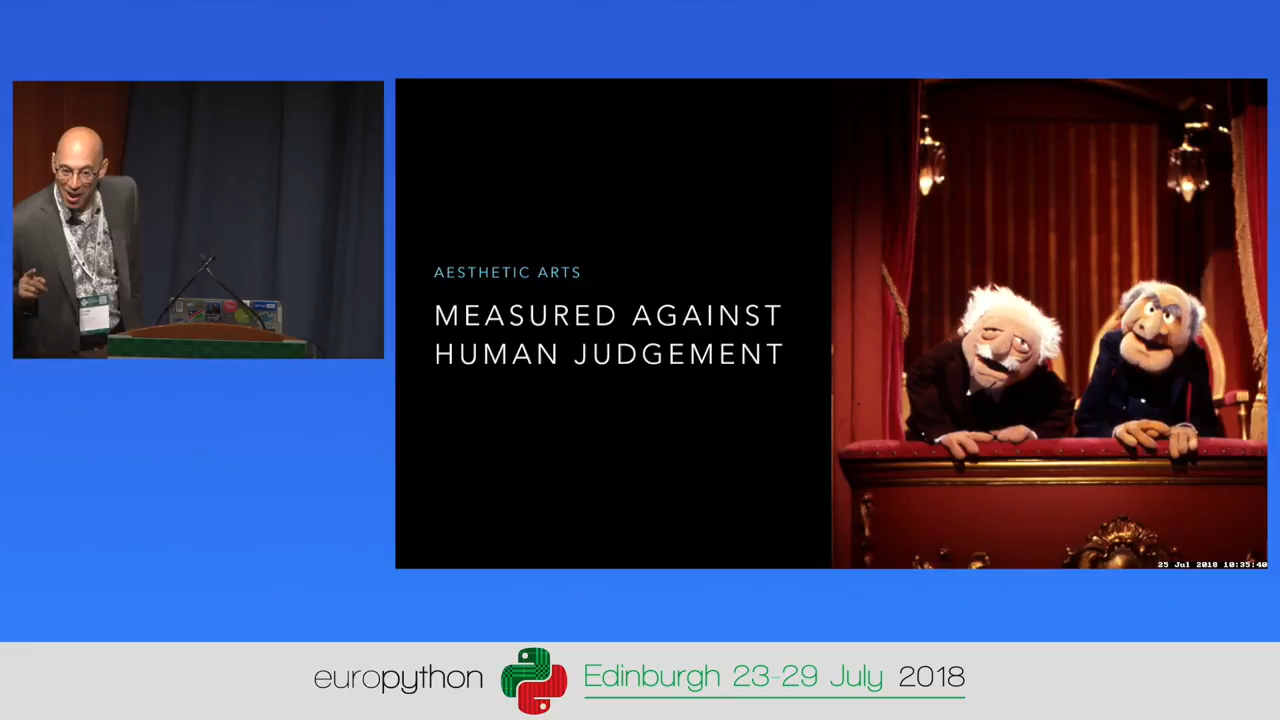 AESTHETIC ARTS
MEASURED AGAINST
HUMAN JUDGEMENT
25 Jul 2018 10:35:40
europython
Edinburgh 23-29 July 2018